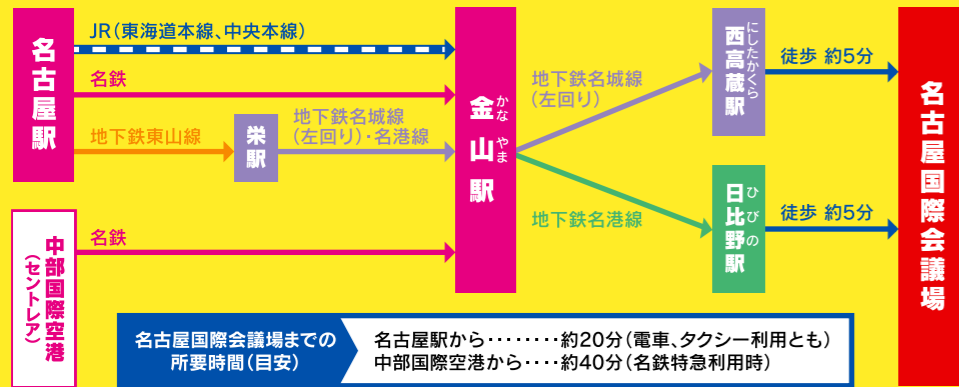 名古屋駅
JR(東海道本線、中央本線)
名鉄
地下鉄東山線
栄駅
地下鉄名城線
(左回り)・名港線
中部国際空港
(セントレア)
名鉄
金山駅
かな やま
地下鉄名城線
(左回り)
西高蔵駅
にしたかくら
徒歩 約5分
地下鉄名港線
日比野駅
ひびの
徒歩 約5分
名古屋国際会議場
名古屋国際会議場までの
所要時間(目安)
名古屋駅から・・・・・・・・約20分(電車、タクシー利用とも)
中部国際空港から・・・・約40分(名鉄特急利用時)